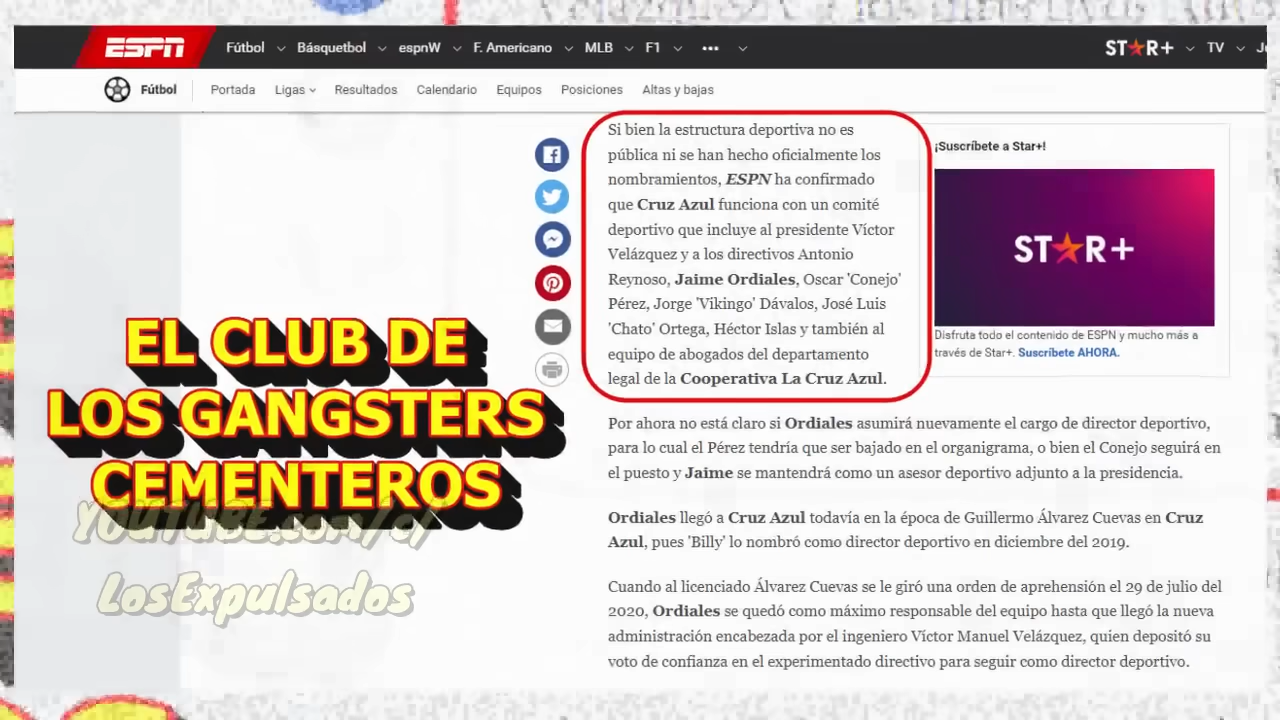 ESPN Fútbol Básquetbol espnW F. Americano MLB F1 ••• STAR+ TV
Fútbol Portada Ligas Resultados Calendario Equipos Posiciones Altas y bajas
Si bien la estructura deportiva no es
pública ni se han hecho oficialmente los
nombramientos, ESPN ha confirmado
que Cruz Azul funciona con un comité
deportivo que incluye al presidente Víctor
Velázquez y a los directivos Antonio
Reynoso, Jaime Ordiales, Oscar 'Conejo'
Pérez, Jorge 'Vikingo' Dávalos, José Luis
'Chato' Ortega, Héctor Islas y también al
equipo de abogados del departamento
legal de la Cooperativa La Cruz Azul.
¡Suscríbete a Star+!
STAR+
Disfruta todo el contenido de ESPN y mucho más a
través de Star+. Suscríbete AHORA.
EL CLUB DE
LOS GANGSTERS
CEMENTEROS
YOUTUBE.com/c/
LosExpulsados
Por ahora no está claro si Ordiales asumirá nuevamente el cargo de director deportivo,
para lo cual el Pérez tendría que ser bajado en el organigrama, o bien el Conejo seguirá en
el puesto y Jaime se mantendrá como un asesor deportivo adjunto a la presidencia.
Ordiales llegó a Cruz Azul todavía en la época de Guillermo Álvarez Cuevas en Cruz
Azul, pues 'Billy' lo nombró como director deportivo en diciembre del 2019.
Cuando al licenciado Álvarez Cuevas se le giró una orden de aprehensión el 29 de julio del
2020, Ordiales se quedó como máximo responsable del equipo hasta que llegó la nueva
administración encabezada por el ingeniero Víctor Manuel Velázquez, quien depositó su
voto de confianza en el experimentado directivo para seguir como director deportivo.